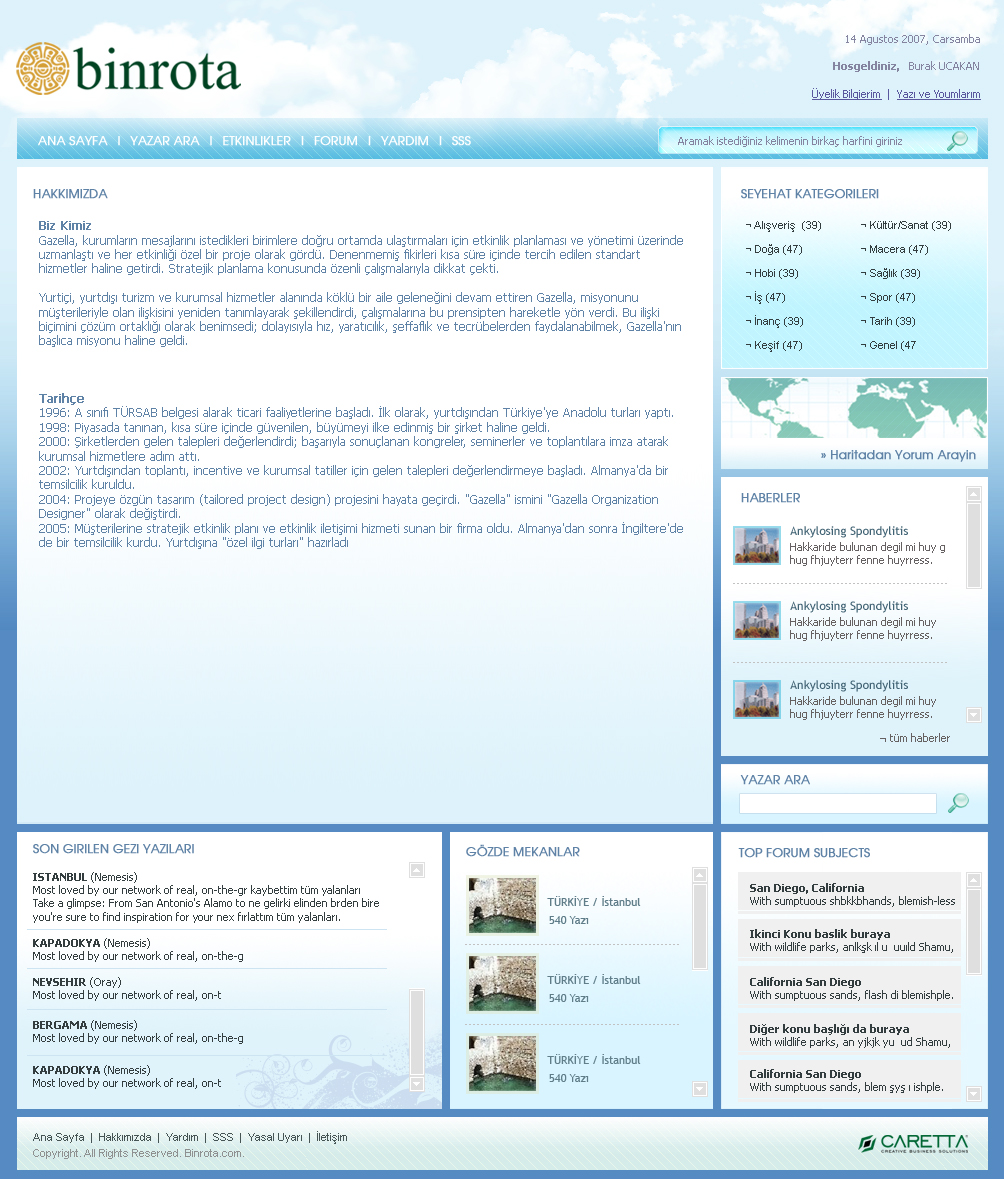 binrota
14 Agustos 2007, Carsamba
Hosgeldiniz, Burak UCAKAN
Üyelik Bilgierim | Yazı ve Youmlarım
ANA SAYFA | YAZAR ARA | ETKINLIKLER | FORUM | YARDIM | SSS
Aramak istediğiniz kelimenin birkaç harfini giriniz
HAKKIMIZDA
Biz Kimiz
Gazella, kurumların mesajlarını istedikleri birimlere doğru ortamda ulaştırmaları için etkinlik planlaması ve yönetimi üzerinde
uzmanlaştı ve her etkinliği özel bir proje olarak gördü. Denenmemiş fikirleri kısa süre içinde tercih edilen standart
hizmetler haline getirdi. Stratejik planlama konusunda özenli çalışmalarıyla dikkat çekti.
Yurtiçi, yurtdışı turizm ve kurumsal hizmetler alanında köklü bir aile geleneğini devam ettiren Gazella, misyonunu
müşterileriyle olan ilişkisini yeniden tanımlayarak şekillendirdi, çalışmalarına bu prensipten hareketle yön verdi. Bu ilişki
biçimini çözüm ortaklığı olarak benimsedi; dolayısıyla hız, yaratıcılık, şeffaflık ve tecrübelerden faydalanabilmek, Gazella'nın
başlıca misyonu haline geldi.
Tarihçe
1996: A sınıfı TÜRSAB belgesi alarak ticari faaliyetlerine başladı. İlk olarak, yurtdışından Türkiye'ye Anadolu turları yaptı.
1998: Piyasada tanınan, kısa süre içinde güvenilen, büyümeyi ilke edinmiş bir şirket haline geldi.
2000: Şirketlerden gelen talepleri değerlendirdi; başarıyla sonuçlanan kongreler, seminerler ve toplantılara imza atarak
kurumsal hizmetlere adım attı.
2002: Yurtdışından toplantı, incentive ve kurumsal tatiller için gelen talepleri değerlendirmeye başladı. Almanya'da bir
temsilcilik kuruldu.
2004: Projeye özgün tasarım (tailored project design) projesini hayata geçirdi. "Gazella" ismini "Gazella Organization
Designer" olarak değiştirdi.
2005: Müşterilerine stratejik etkinlik planı ve etkinlik iletişimi hizmeti sunan bir firma oldu. Almanya'dan sonra İngiltere'de
de bir temsilcilik kurdu. Yurtdışına "özel ilgi turları" hazırladı
SEYEHAT KATEGORILERI
¬ Alışveriş (39)
¬ Kültür/Sanat (39)
¬ Doğa (47)
¬ Macera (47)
¬ Hobi (39)
¬ Sağlık (39)
¬ İş (47)
¬ Spor (47)
¬ İnanç (39)
¬ Tarih (39)
¬ Keşif (47)
¬ Genel (47
» Haritadan Yorum Arayin
HABERLER
Ankylosing Spondylitis
Hakkaride bulunan degil mi huy g
hug fhjuyterr fenne huyrress.
Ankylosing Spondylitis
Hakkaride bulunan degil mi huy
hug fhjuyterr fenne huyrress.
Ankylosing Spondylitis
Hakkaride bulunan degil mi huy
hug fhjuyterr fenne huyrress.
¬ tüm haberler
YAZAR ARA
SON GIRILEN GEZI YAZILARI
ISTANBUL (Nemesis)
Most loved by our network of real, on-the-gr kaybettim tüm yalanları
Take a glimpse: From San Antonio's Alamo to ne gelirki elinden brden bire
you're sure to find inspiration for your nex fırlattım tüm yalanları.
KAPADOKYA (Nemesis)
Most loved by our network of real, on-the-g
NEVSEHIR (Oray)
Most loved by our network of real, on-t
BERGAMA (Nemesis)
Most loved by our network of real, on-the-g
KAPADOKYA (Nemesis)
Most loved by our network of real, on-t
GÖZDE MEKANLAR
TÜRKİYE / İstanbul
540 Yazı
TÜRKİYE / İstanbul
540 Yazı
TÜRKİYE / İstanbul
540 Yazı
TOP FORUM SUBJECTS
San Diego, California
With sumptuous shbkkbhands, blemish-less
Ikinci Konu baslik buraya
With wildlife parks, anlkşk ıl u uuıld Shamu,
California San Diego
With sumptuous sands, flash di blemishple.
Diğer konu başlığı da buraya
With wildlife parks, an yjkjk yu ud Shamu,
California San Diego
With sumptuous sands, blem şyş ı ishple.
Ana Sayfa | Hakkımızda | Yardım | SSS | Yasal Uyarı | İletişim
Copyright. All Rights Reserved. Binrota.com.
CARETTA
CREATIVE BUSINESS SOLUTIONS